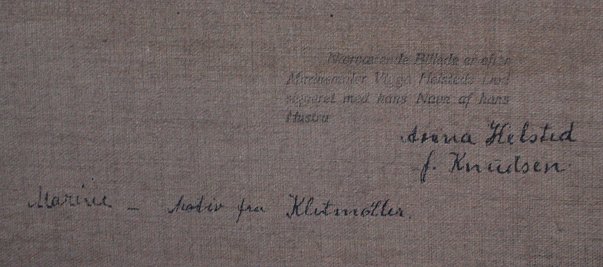 Nærværende Billede er efter
Marinemaler Viggo Helsteds Død
signeret med hans Navn af hans
Hustru
Anna Helsted
f. Knudsen.
Marine – Motiv fra Klitmøller.